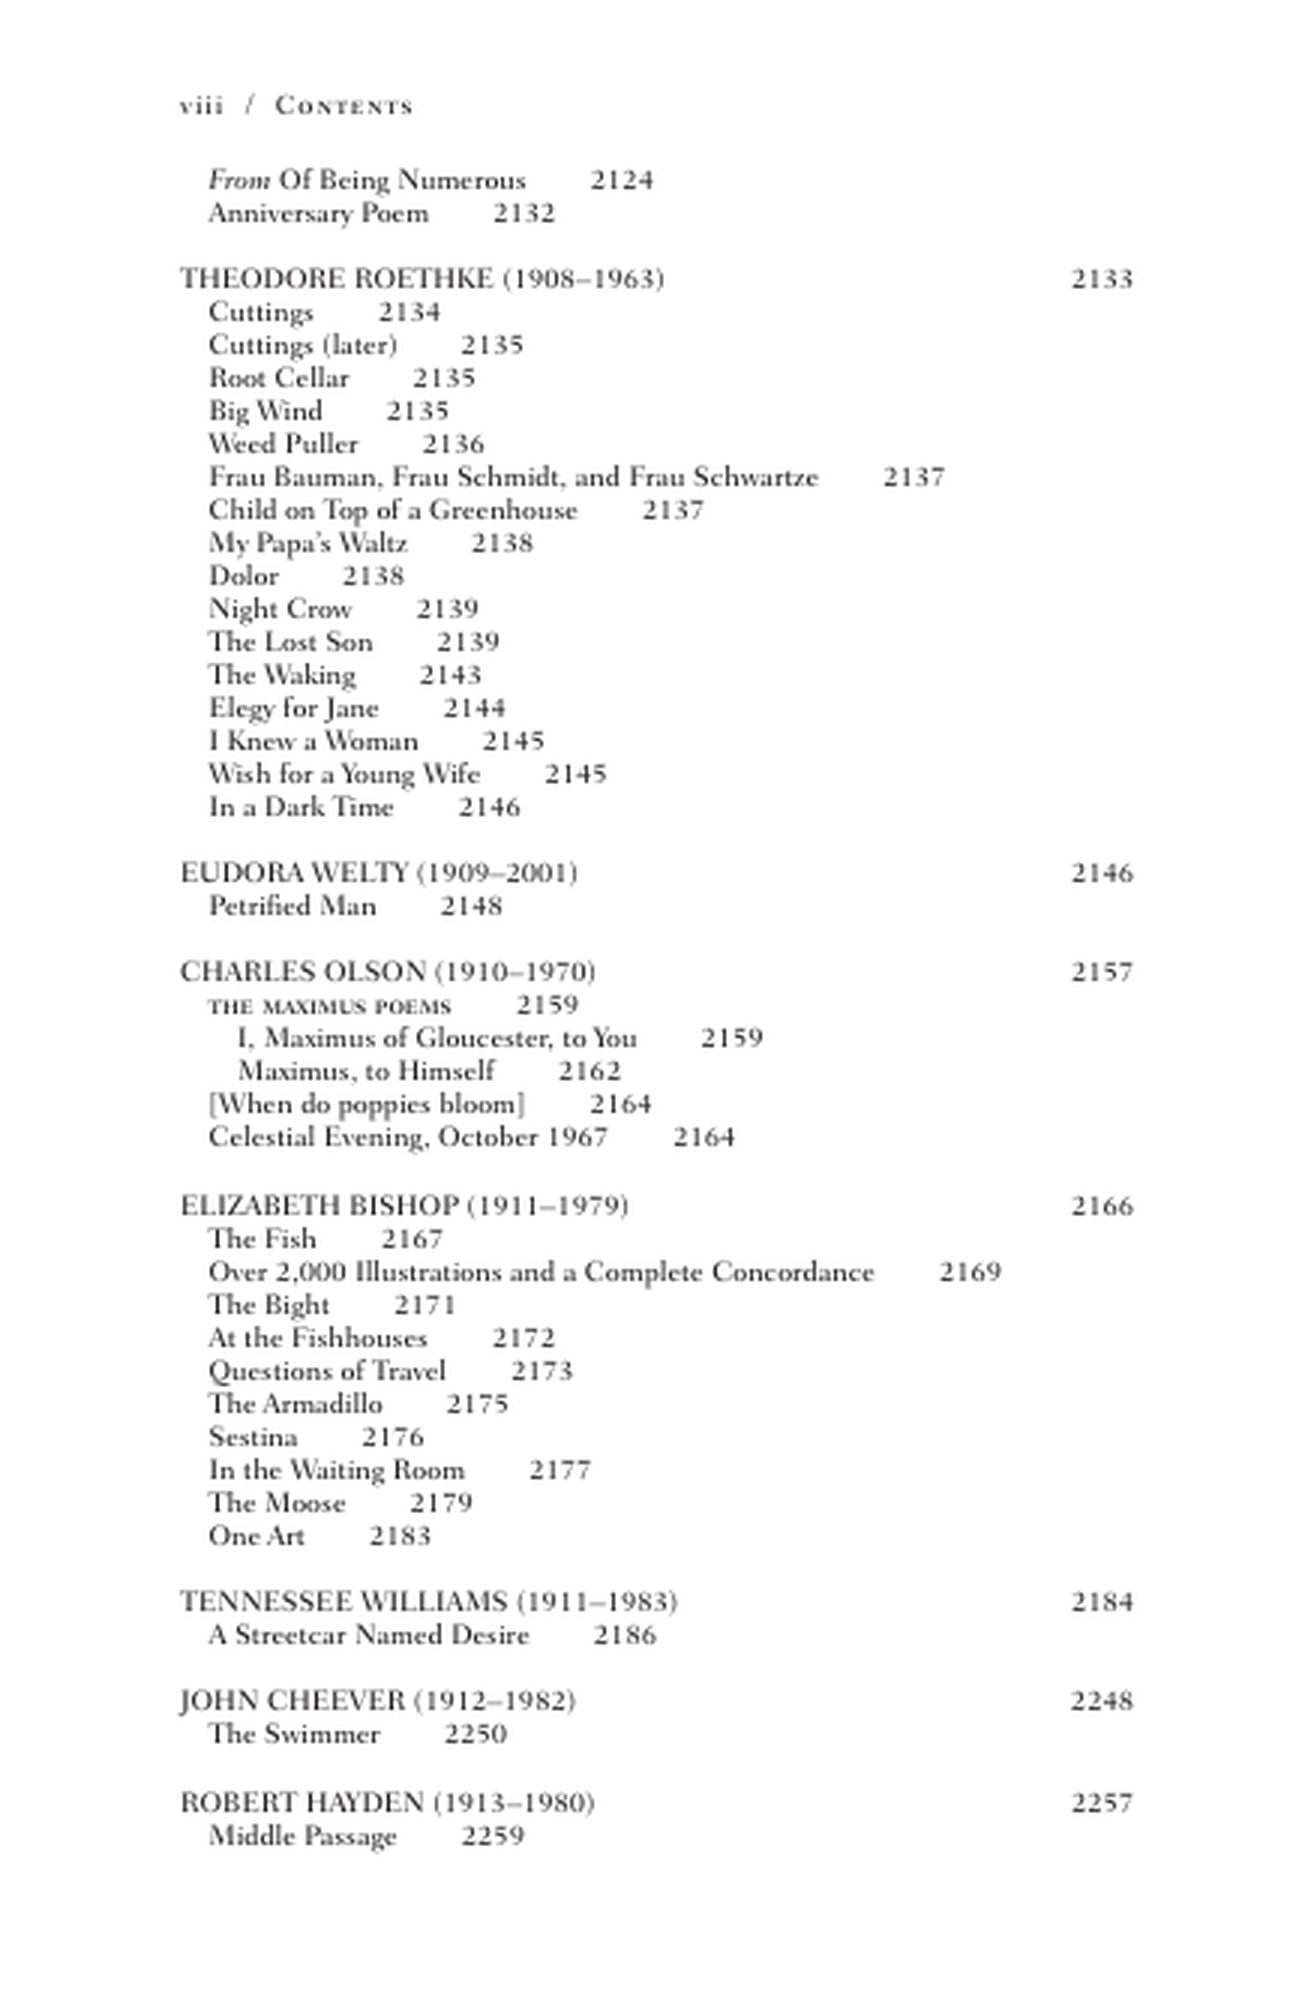 viii / Contents
From Of Being Numerous 2124
Anniversary Poem 2132
THEODORE ROETHKE (1908–1963) 2133
Cuttings 2134
Cuttings (later) 2135
Root Cellar 2135
Big Wind 2135
Weed Puller 2136
Frau Bauman, Frau Schmidt, and Frau Schwartze 2137
Child on Top of a Greenhouse 2137
My Papa's Waltz 2138
Dolor 2138
Night Crow 2139
The Lost Son 2139
The Waking 2143
Elegy for Jane 2144
I Knew a Woman 2145
Wish for a Young Wife 2145
In a Dark Time 2146
EUDORA WELTY (1909–2001) 2146
Petrified Man 2148
CHARLES OLSON (1910–1970) 2157
THE MAXIMUS POEMS 2159
I, Maximus of Gloucester, to You 2159
Maximus, to Himself 2162
[When do poppies bloom] 2164
Celestial Evening, October 1967 2164
ELIZABETH BISHOP (1911–1979) 2166
The Fish 2167
Over 2,000 Illustrations and a Complete Concordance 2169
The Bight 2171
At the Fishhouses 2172
Questions of Travel 2173
The Armadillo 2175
Sestina 2176
In the Waiting Room 2177
The Moose 2179
One Art 2183
TENNESSEE WILLIAMS (1911–1983) 2184
A Streetcar Named Desire 2186
JOHN CHEEVER (1912–1982) 2248
The Swimmer 2250
ROBERT HAYDEN (1913–1980) 2257
Middle Passage 2259